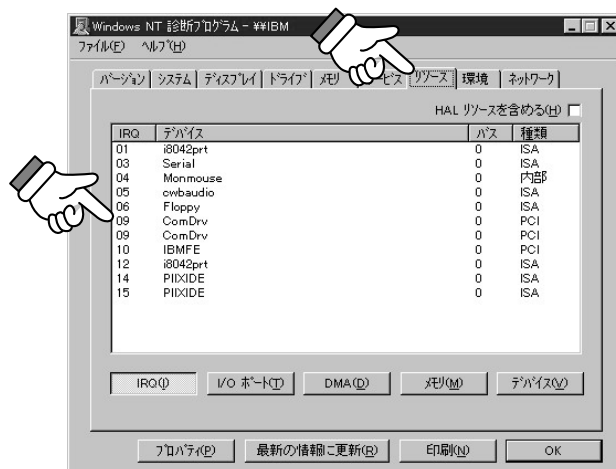 Windows NT 診断プログラム - ¥¥IBM
ファイル(F) ヘルプ(H)
バージョン システム ディスプレイ ドライブ メモリ ービス リソース 環境 ネットワーク
HAL リソースを含める(H)
IRQ デバイス バス 種類
01 i8042prt 0 ISA
03 Serial 0 ISA
04 Monmouse 0 内部
05 cwbaudio 0 ISA
06 Floppy 0 ISA
09 ComDrv 0 PCI
09 ComDrv 0 PCI
10 IBMFE 0 PCI
12 i8042prt 0 ISA
14 PIIXIDE 0 ISA
15 PIIXIDE 0 ISA
IRQ(I) I/O ポート(T) DMA(D) メモリ(M) デバイス(V)
プロパティ(P) 最新の情報に更新(R) 印刷(N) OK